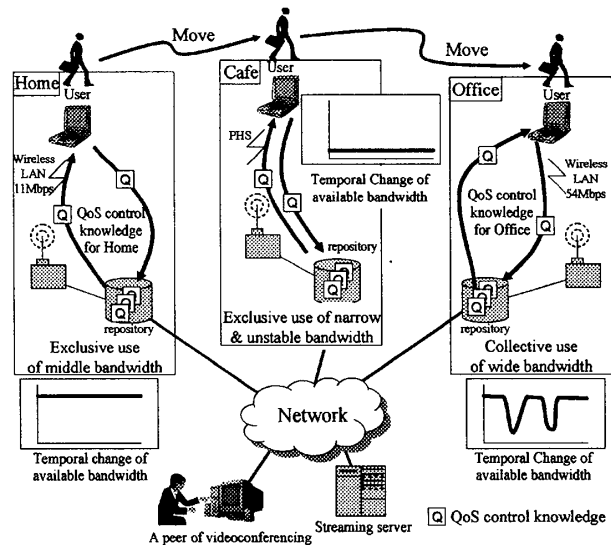 Move
Move
Home
User
Cafe
User
Office
User
Wireless
LAN
11Mbps
Q
Q
QoS control
knowledge
for Home
Q
Q
Q
repository
Exclusive use
of middle bandwidth
PHS
Q
Q
Temporal Change of
available bandwidth
repository
Q
Q
Q
Exclusive use of narrow
& unstable bandwidth
Q
Q
Wireless
LAN
54Mbps
QoS control
knowledge
for Office
Q
Q
Q
repository
Collective use
of wide bandwidth
Temporal change of
available bandwidth
Network
Temporal change of
available bandwidth
A peer of videoconferencing
Streaming server
Q QoS control knowledge